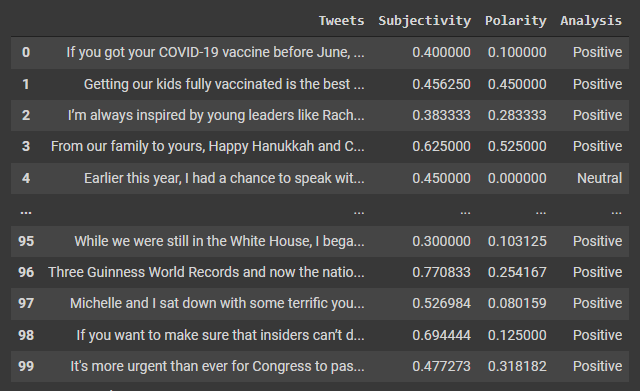 Tweets Subjectivity Polarity Analysis
0 If you got your COVID-19 vaccine before June, ... 0.400000 0.100000 Positive
1 Getting our kids fully vaccinated is the best ... 0.456250 0.450000 Positive
2 I’m always inspired by young leaders like Rach... 0.383333 0.283333 Positive
3 From our family to yours, Happy Hanukkah and C... 0.625000 0.525000 Positive
4 Earlier this year, I had a chance to speak wit... 0.450000 0.000000 Neutral
... ... ... ... ...
95 While we were still in the White House, I bega... 0.300000 0.103125 Positive
96 Three Guinness World Records and now the natio... 0.770833 0.254167 Positive
97 Michelle and I sat down with some terrific you... 0.526984 0.080159 Positive
98 If you want to make sure that insiders can’t d... 0.694444 0.125000 Positive
99 It's more urgent than ever for Congress to pas... 0.477273 0.318182 Positive